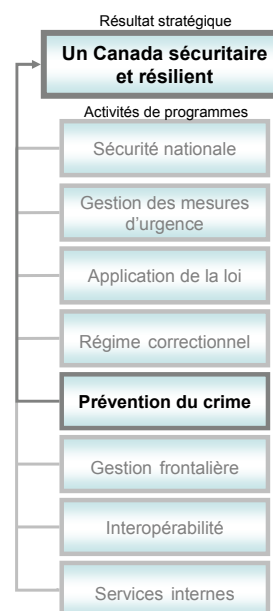 Résultat stratégique
Un Canada sécuritaire
et résilient
Activités de programmes
Sécurité nationale
Gestion des mesures
d'urgence
Application de la loi
Régime correctionnel
Prévention du crime
Gestion frontalière
Interopérabilité
Services internes